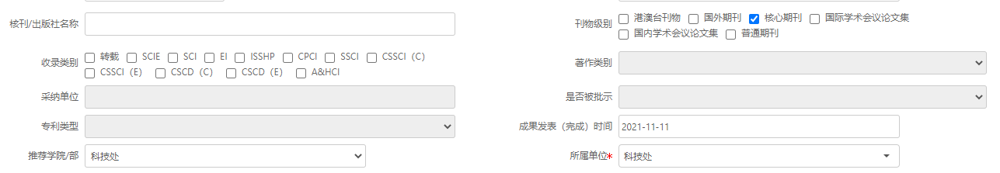 核刊/出版社名称
刊物级别 港澳台刊物 国外期刊 核心期刊 国际学术会议论文集
国内学术会议论文集 普通期刊
收录类别 转载 SCIE SCI EI ISSHP CPCI SSCI CSSCI（C）
CSSCI（E） CSCD（C） CSCD（E） A&HCI
著作类别
采纳单位
是否被批示
专利类型
成果发表（完成）时间 2021-11-11
推荐学院/部 科技处
所属单位* 科技处